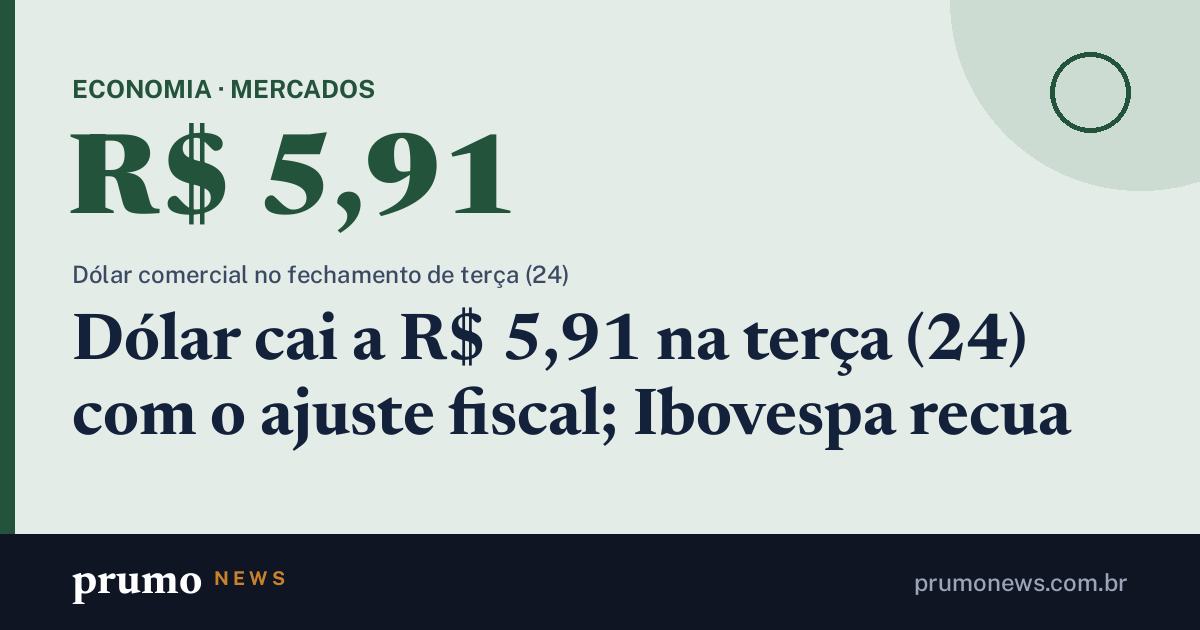 ECONOMIA · MERCADOS
R$ 5,91
Dólar comercial no fechamento de terça (24)
Dólar cai a R$ 5,91 na terça (24)
com o ajuste fiscal; Ibovespa recua
prumo NEWS
prumonews.com.br